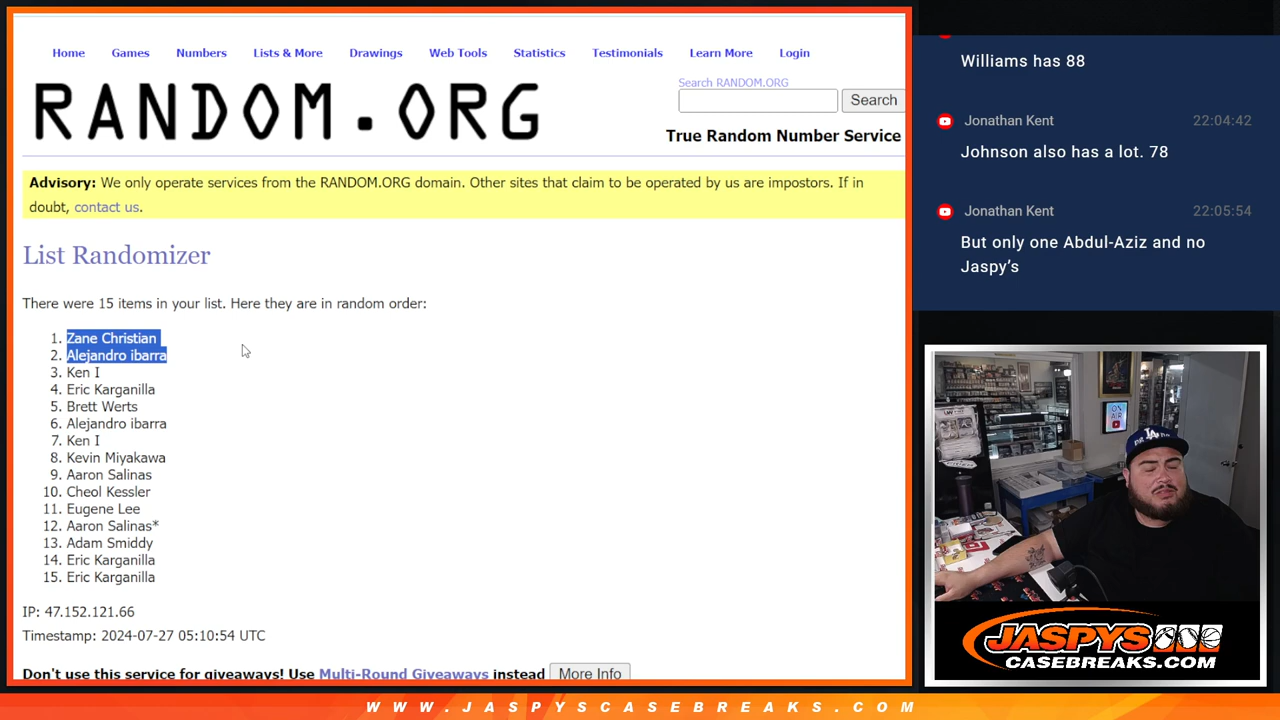 Home Games Numbers Lists & More Drawings Web Tools Statistics Testimonials Learn More Login
RANDOM.ORG
Search RANDOM.ORG
Search
True Random Number Service
Advisory: We only operate services from the RANDOM.ORG domain. Other sites that claim to be operated by us are impostors. If in
doubt, contact us.
List Randomizer
There were 15 items in your list. Here they are in random order:
1. Zane Christian
2. Alejandro ibarra
3. Ken I
4. Eric Karganilla
5. Brett Werts
6. Alejandro ibarra
7. Ken I
8. Kevin Miyakawa
9. Aaron Salinas
10. Cheol Kessler
11. Eugene Lee
12. Aaron Salinas*
13. Adam Smiddy
14. Eric Karganilla
15. Eric Karganilla
IP: 47.152.121.66
Timestamp: 2024-07-27 05:10:54 UTC
Don't use this service for giveaways! Use Multi-Round Giveaways instead
More Info
Williams has 88
Jonathan Kent 22:04:42
Johnson also has a lot. 78
Jonathan Kent 22:05:54
But only one Abdul-Aziz and no
Jaspy's
ON
AIR
LA
JASPYS
CASEBREAKS.COM
WWW.JASPYSCASEBREAKS.COM